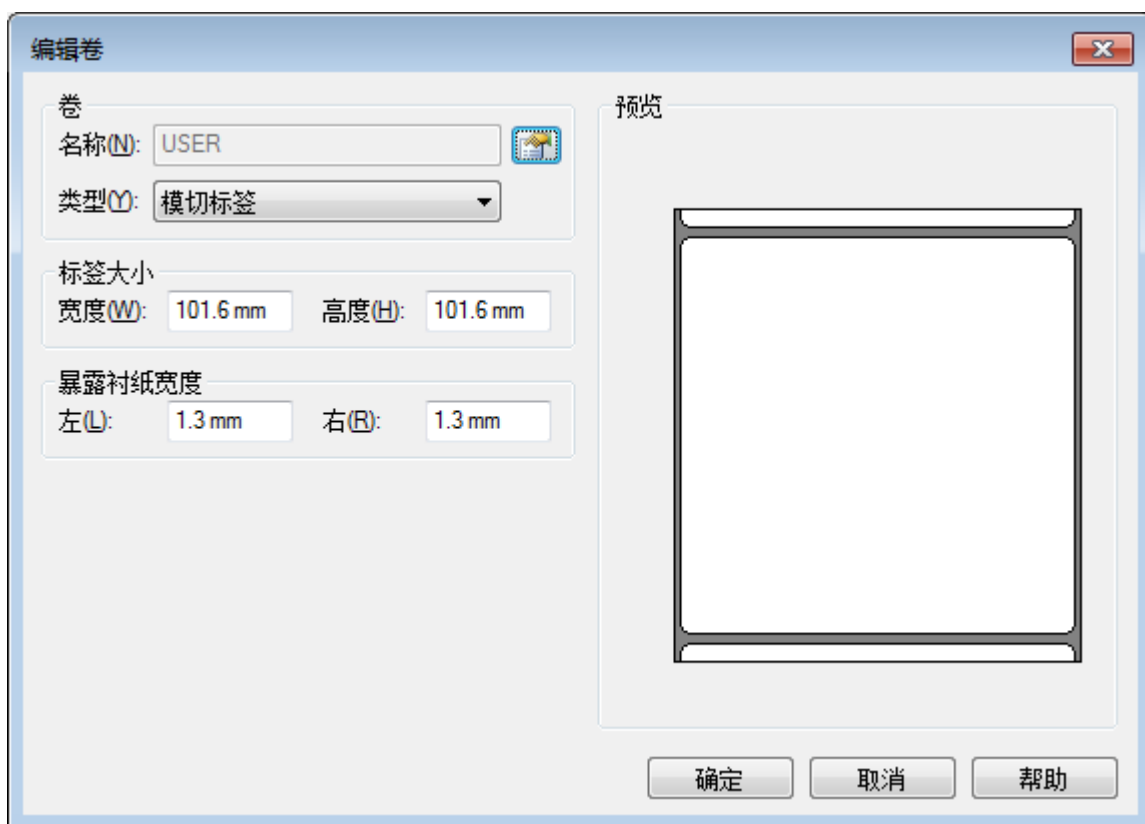 编辑卷
卷
名称(N): USER
类型(Y): 模切标签
标签大小
宽度(W): 101.6 mm 高度(H): 101.6 mm
暴露衬纸宽度
左(L): 1.3 mm 右(R): 1.3 mm
预览
确定 取消 帮助